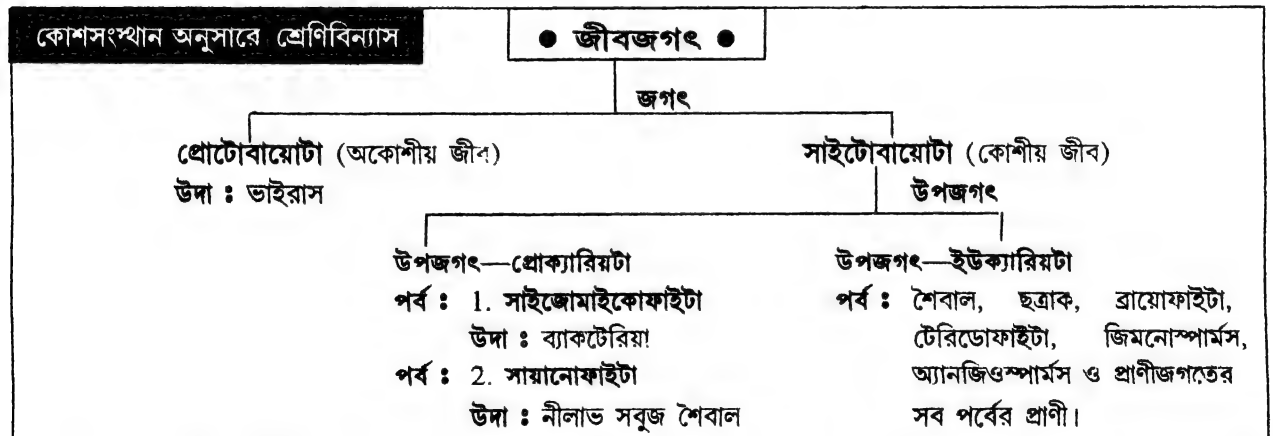 কোশসংস্থান অনুসারে শ্রেণিবিন্যাস
● জীবজগৎ ●
জগৎ
প্রোটোবায়োটা (অকোশীয় জীব)
উদা : ভাইরাস
সাইটোবায়োটা (কোশীয় জীব)
উপজগৎ
উপজগৎ—প্রোক্যারিয়টা
পর্ব : 1. সাইজোমাইকোফাইটা
উদা : ব্যাকটেরিয়া
পর্ব : 2. সায়ানোফাইটা
উদা : নীলাভ সবুজ শৈবাল
উপজগৎ—ইউক্যারিয়টা
পর্ব : শৈবাল, ছত্রাক, ব্রায়োফাইটা,
টেরিডোফাইটা, জিমনোস্পার্মস,
অ্যানজিওস্পার্মস ও প্রাণীজগতের
সব পর্বের প্রাণী।